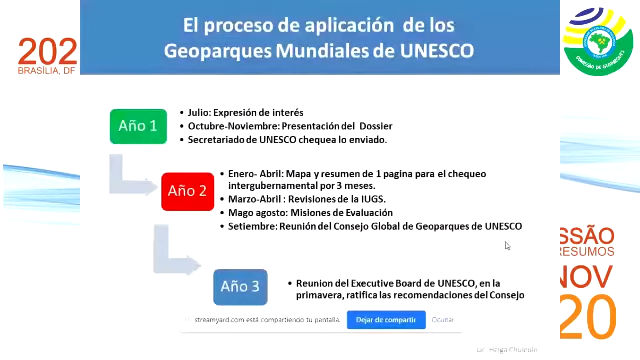 El proceso de aplicación de los
Geoparques Mundiales de UNESCO
202
BRASÍLIA, DF
COMISSÃO DE GEOPARQUES
Año 1
• Julio: Expresión de interés
• Octubre-Noviembre: Presentación del Dossier
• Secretariado de UNESCO chequea lo enviado.
Año 2
• Enero- Abril: Mapa y resumen de 1 pagina para el chequeo
intergubernamental por 3 meses.
• Marzo-Abril : Revisiones de la IUGS.
• Mago agosto: Misiones de Evaluación
• Setiembre: Reunión del Consejo Global de Geoparques de UNESCO
SSÃO
RESUMOS
NOV
20
Año 3
• Reunion del Executive Board de UNESCO, en la
primavera, ratifica las recomendaciones del Consejo
streamyard.com está compartiendo tu pantalla.
Dejar de compartir
Ocultar